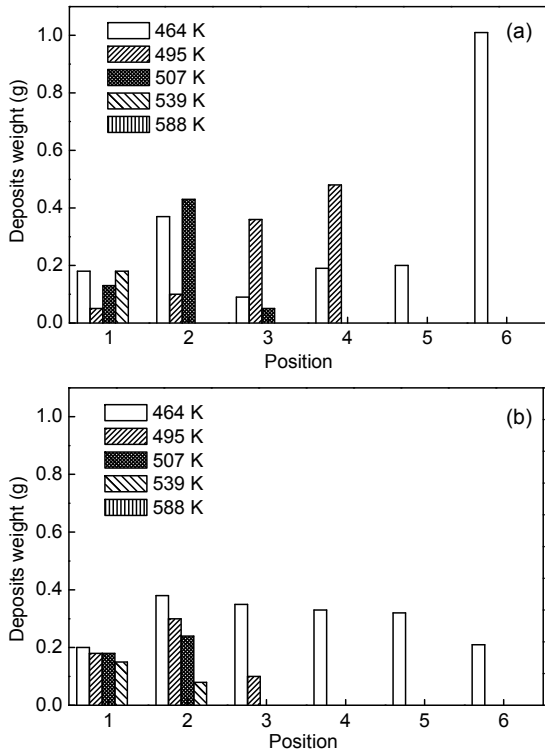 (a)
464 K
495 K
507 K
539 K
588 K
1.0
0.8
0.6
0.4
0.2
0.0
Deposits weight (g)
1 2 3 4 5 6
Position
(b)
464 K
495 K
507 K
539 K
588 K
1.0
0.8
0.6
0.4
0.2
0.0
Deposits weight (g)
1 2 3 4 5 6
Position